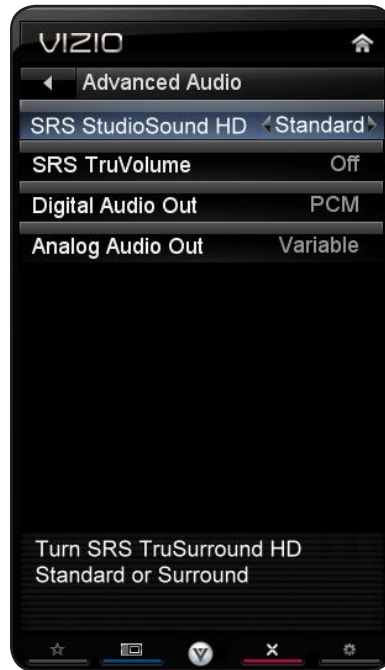 VIZIO
Advanced Audio
SRS StudioSound HD Standard
SRS TruVolume Off
Digital Audio Out PCM
Analog Audio Out Variable
Turn SRS TruSurround HD
Standard or Surround
V